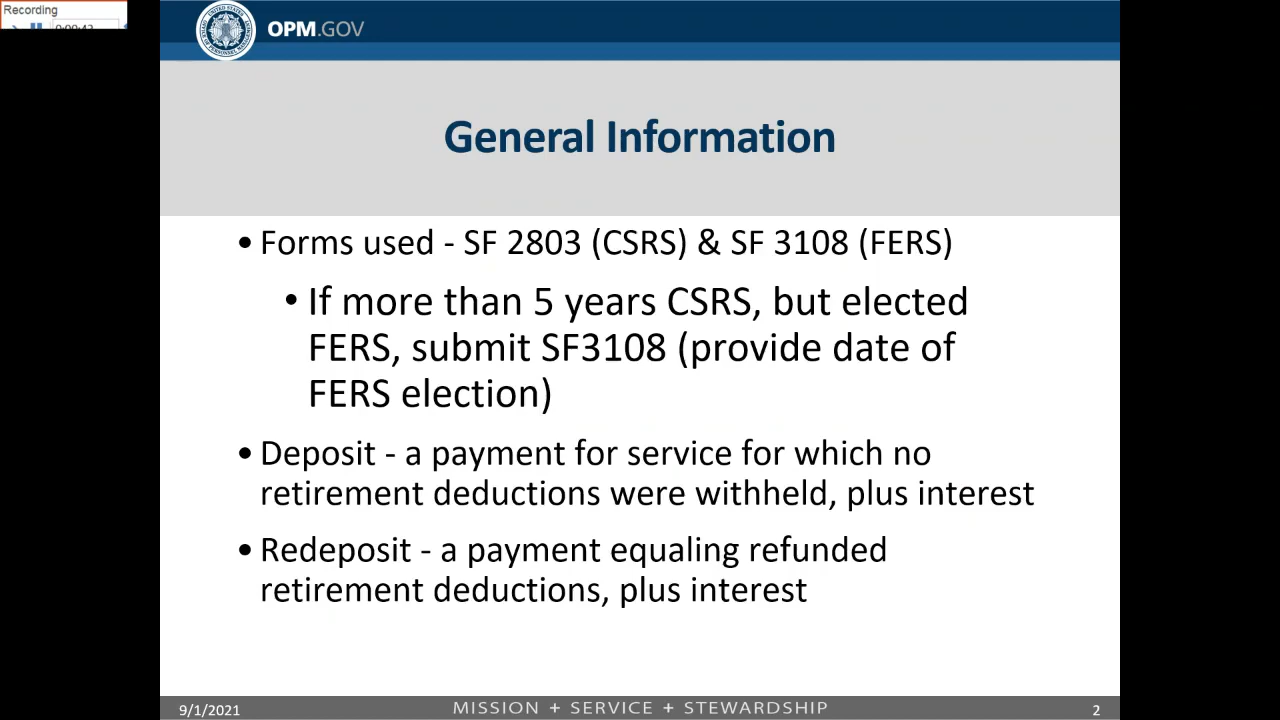 Recording
OPM.GOV
General Information
• Forms used - SF 2803 (CSRS) & SF 3108 (FERS)
• If more than 5 years CSRS, but elected
FERS, submit SF3108 (provide date of
FERS election)
• Deposit - a payment for service for which no
retirement deductions were withheld, plus interest
• Redeposit - a payment equaling refunded
retirement deductions, plus interest
9/1/2021
MISSION + SERVICE + STEWARDSHIP
2